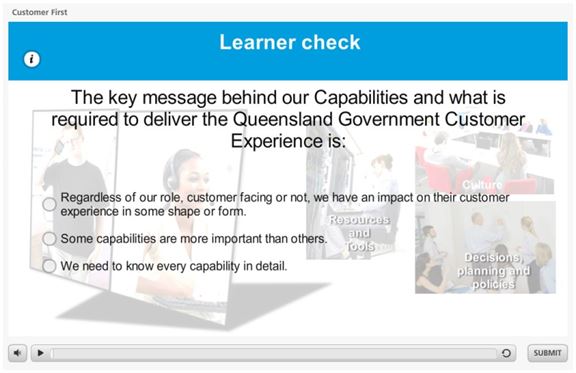 Customer First
Learner check
i
The key message behind our Capabilities and what is
required to deliver the Queensland Government Customer
Experience is:
Regardless of our role, customer facing or not, we have an impact on their customer
experience in some shape or form.
Some capabilities are more important than others.
We need to know every capability in detail.
Culture
Resources
and
Tools
Decisions,
planning and
policies
SUBMIT